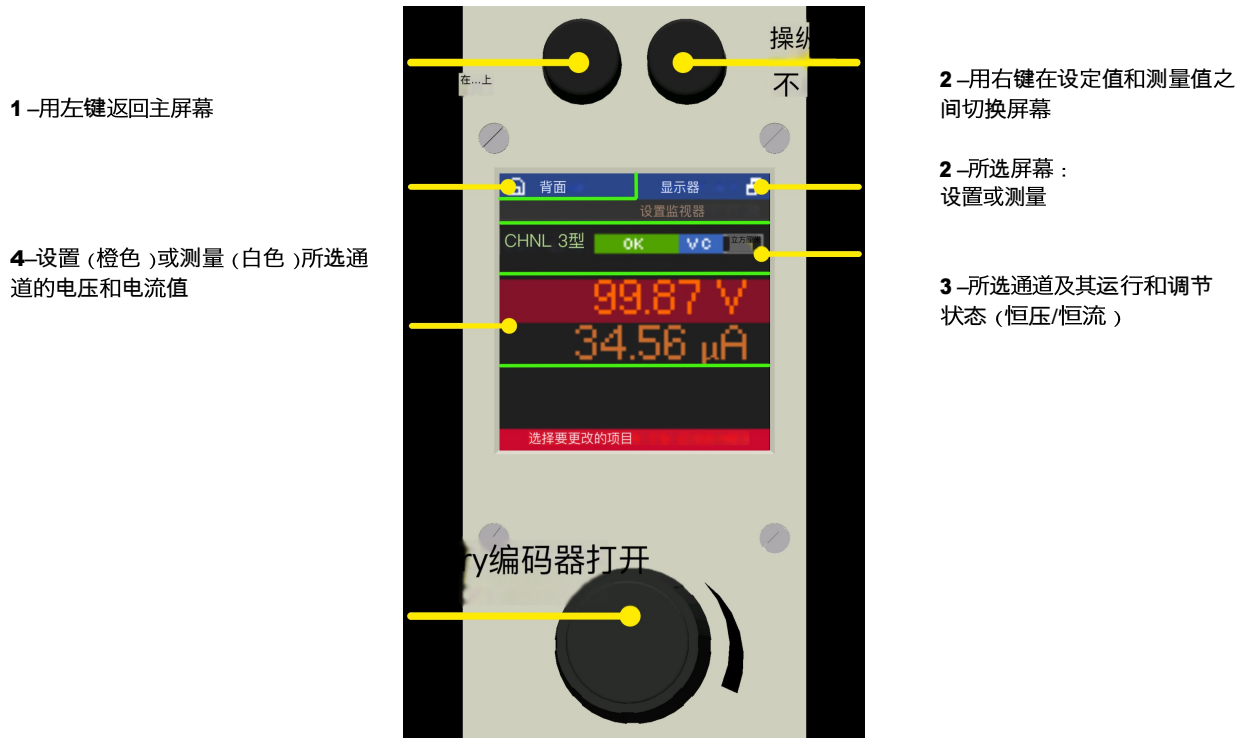 操纵
在...上
不
1 –用左键返回主屏幕
2 –用右键在设定值和测量值之
间切换屏幕
2 –所选屏幕：
设置或测量
背面
显示器
设置监视器
CHNL 3型
OK
VC
4–设置（橙色）或测量（白色）所选通
道的电压和电流值
3 –所选通道及其运行和调节
状态（恒压/恒流）
99.87 V
34.56 µA
选择要更改的项目
ry编码器打开